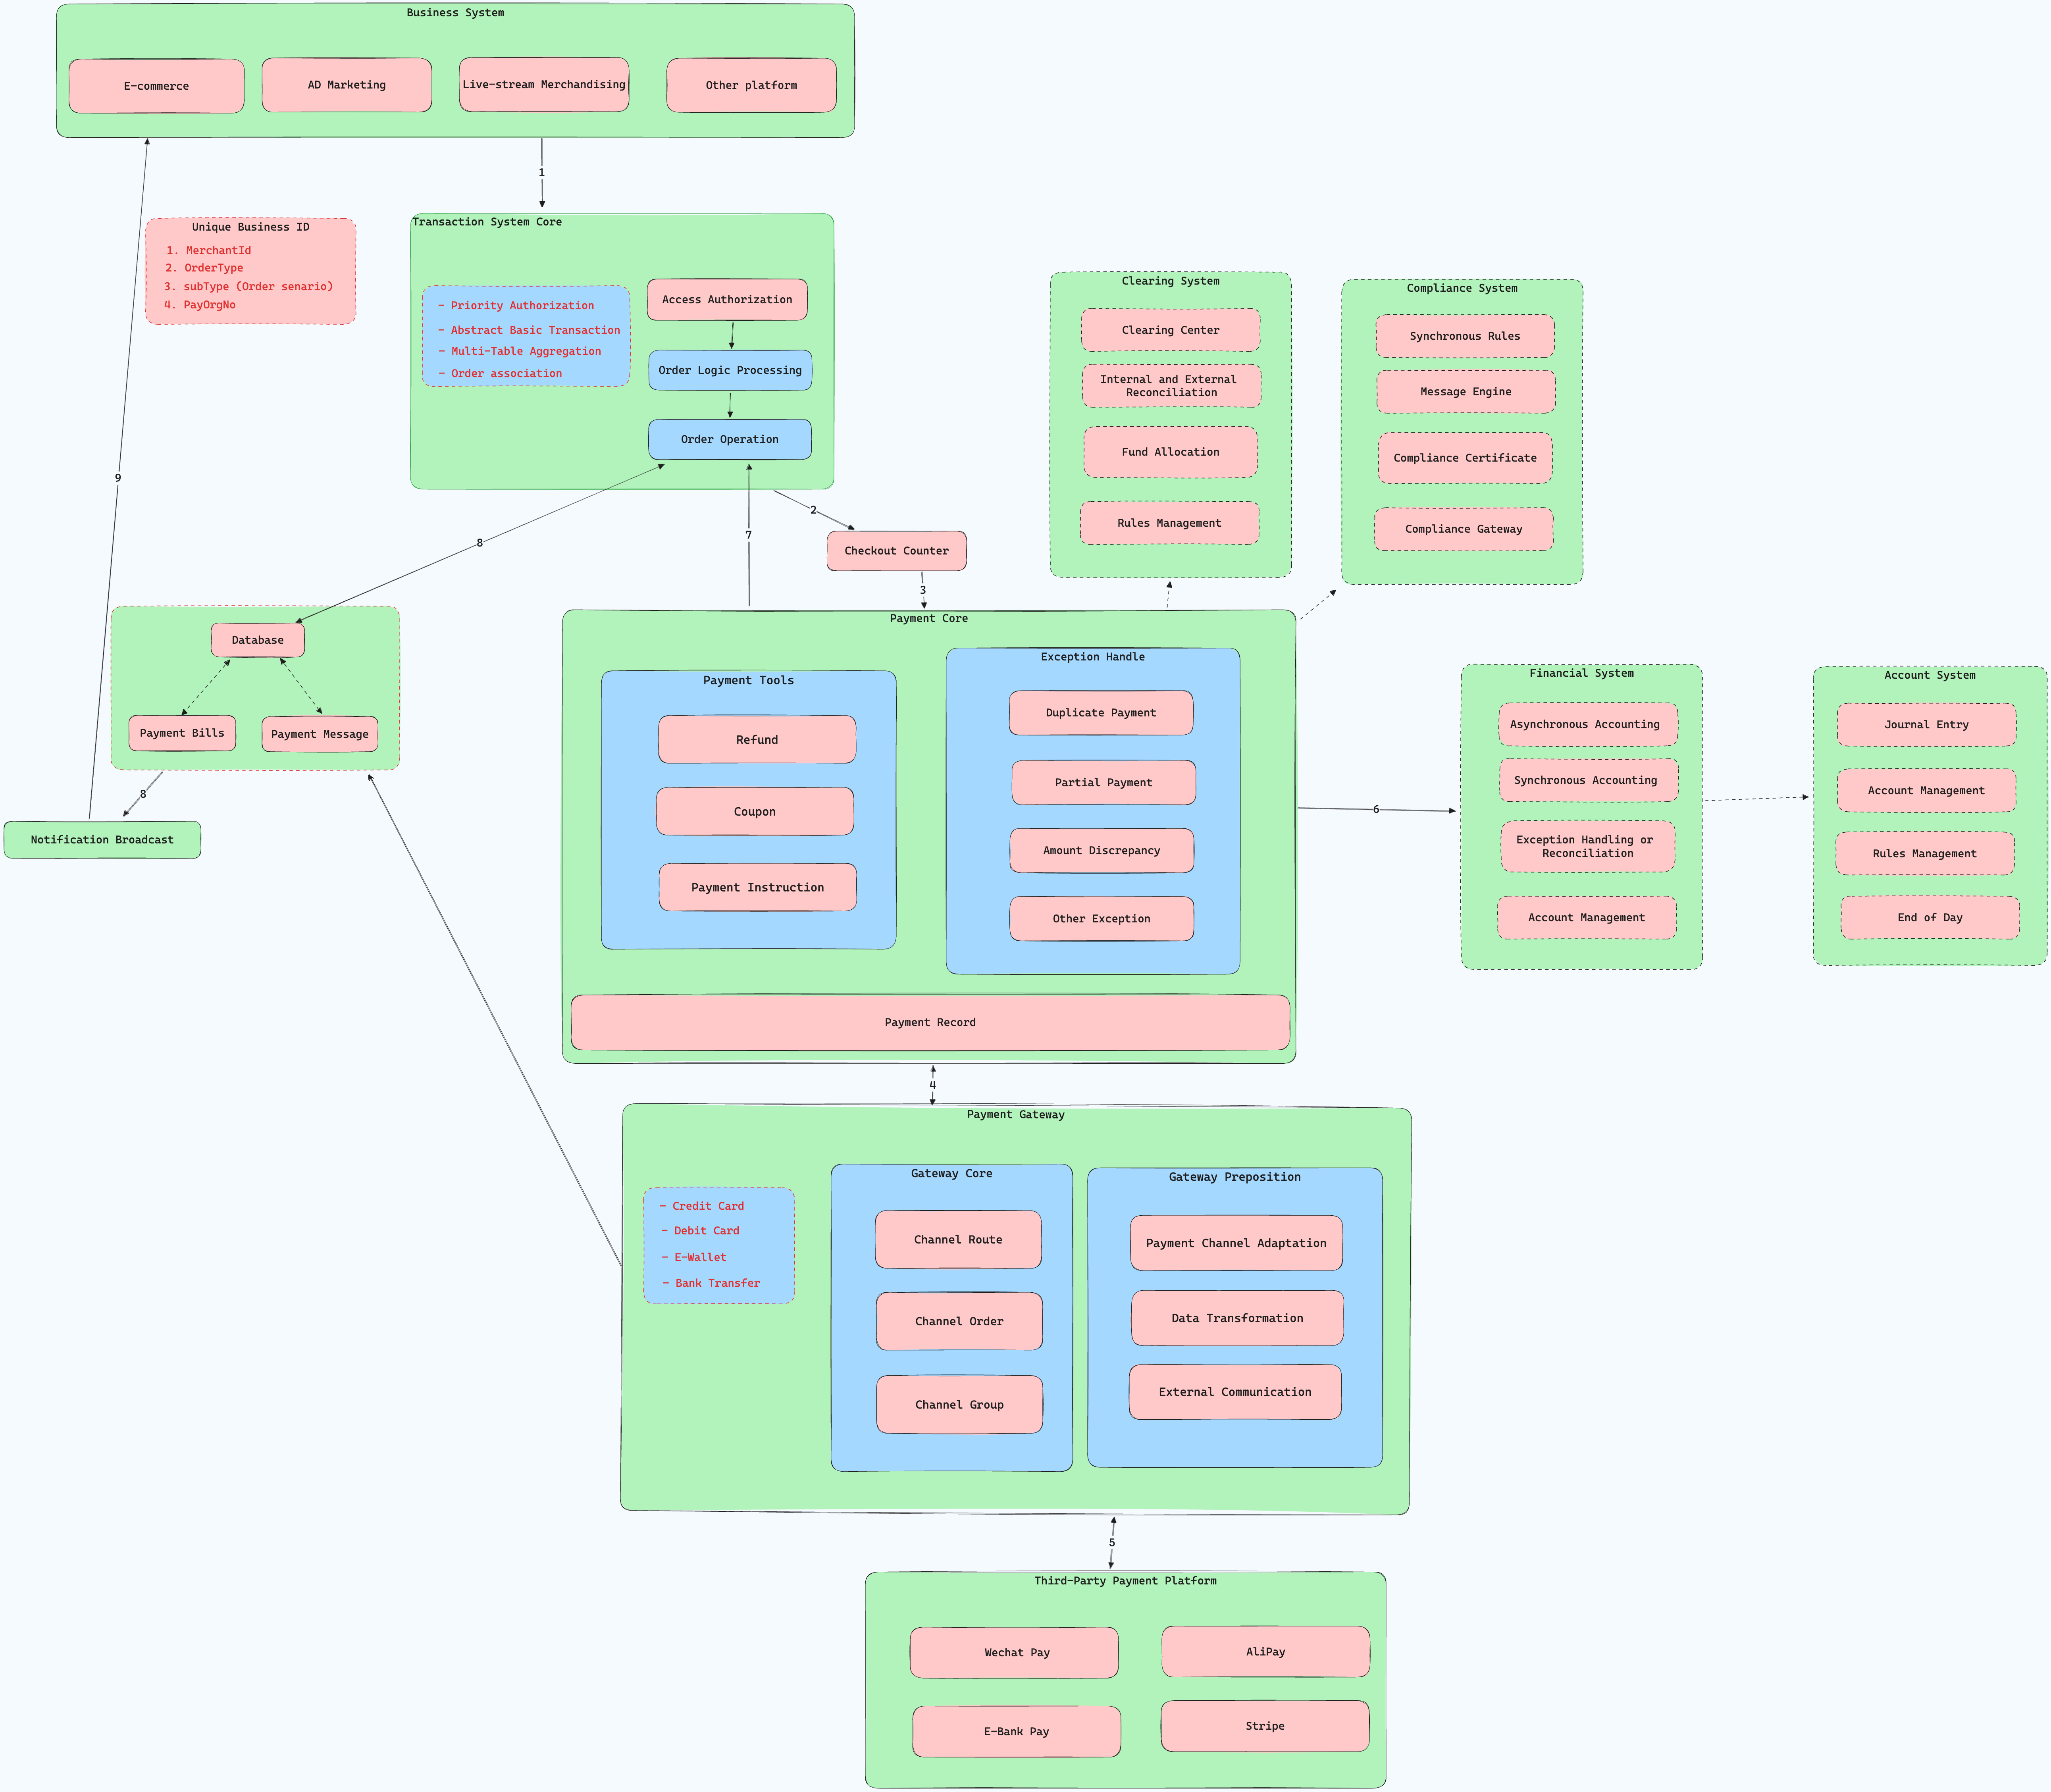 Business System
E-commerce
AD Marketing
Live-stream Merchandising
Other platform
1
Unique Business ID
1. MerchantId
2. OrderType
3. subType (Order senario)
4. PayOrgNo
Transaction System Core
- Priority Authorization
- Abstract Basic Transaction
- Multi-Table Aggregation
- Order association
Access Authorization
Order Logic Processing
Order Operation
Clearing System
Clearing Center
Internal and External
Reconciliation
Fund Allocation
Rules Management
Compliance System
Synchronous Rules
Message Engine
Compliance Certificate
Compliance Gateway
9
2
7
8
Checkout Counter
3
Database
Payment Bills
Payment Message
8
Notification Broadcast
Payment Core
Payment Tools
Refund
Coupon
Payment Instruction
Exception Handle
Duplicate Payment
Partial Payment
Amount Discrepancy
Other Exception
Payment Record
6
Financial System
Asynchronous Accounting
Synchronous Accounting
Exception Handling or
Reconciliation
Account Management
Account System
Journal Entry
Account Management
Rules Management
End of Day
4
Payment Gateway
- Credit Card
- Debit Card
- E-Wallet
- Bank Transfer
Gateway Core
Channel Route
Channel Order
Channel Group
Gateway Preposition
Payment Channel Adaptation
Data Transformation
External Communication
5
Third-Party Payment Platform
Wechat Pay
AliPay
E-Bank Pay
Stripe